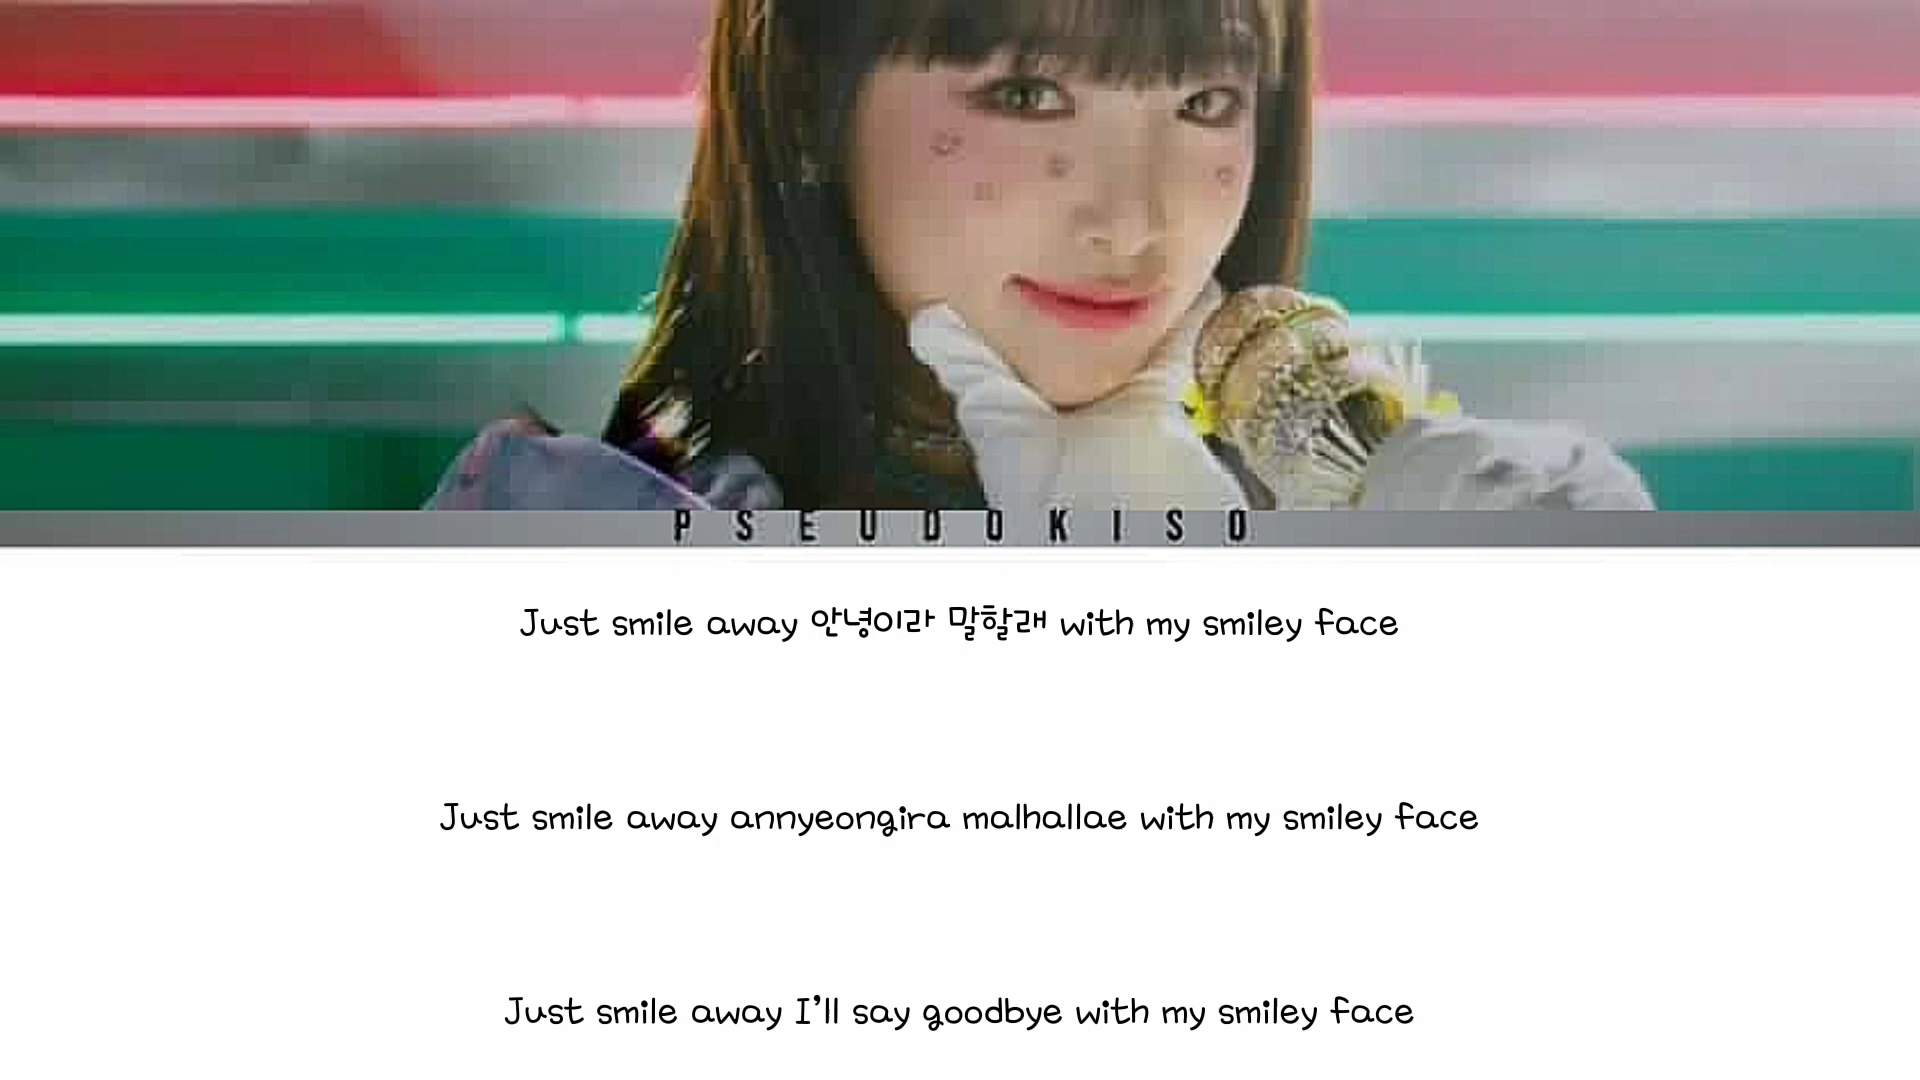 PSEUDOKISO
Just smile away 안녕이라 말할래 with my smiley face
Just smile away annyeongira malhallae with my smiley face
Just smile away I'll say goodbye with my smiley face